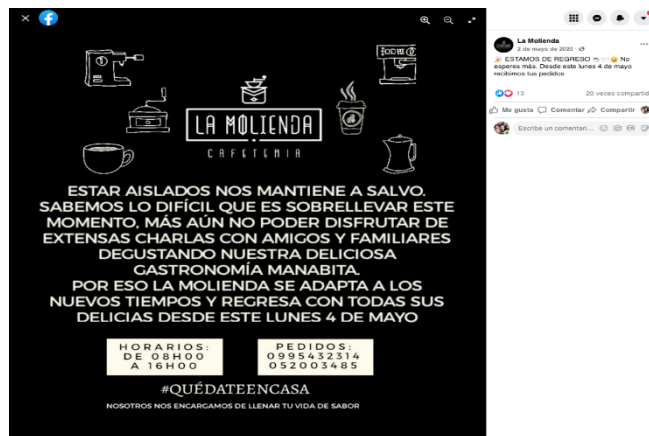 LA MOLIENDA
CAFETERIA
ESTAR AISLADOS NOS MANTIENE A SALVO.
SABEMOS LO DIFÍCIL QUE ES SOBRELLEVAR ESTE
MOMENTO, MÁS AÚN NO PODER DISFRUTAR DE
EXTENSAS CHARLAS CON AMIGOS Y FAMILIARES
DEGUSTANDO NUESTRA DELICIOSA
GASTRONOMÍA MANABITA.
POR ESO LA MOLIENDA SE ADAPTA A LOS
NUEVOS TIEMPOS Y REGRESA CON TODAS SUS
DELICIAS DESDE ESTE LUNES 4 DE MAYO
HORARIOS:
DE 08H00
A 16H00
PEDIDOS:
0995432314
052003485
#QUÉDATEENCASA
NOSOTROS NOS ENCARGAMOS DE LLENAR TU VIDA DE SABOR
La Molienda
2 de mayo de 2020 ·
🎉 ESTAMOS DE REGRESO ☕ 😀 No
esperes más. Desde este lunes 4 de mayo
recibimos tus pedidos
13
20 veces compartid
Me gusta Comentar Compartir
Escribe un comentari...